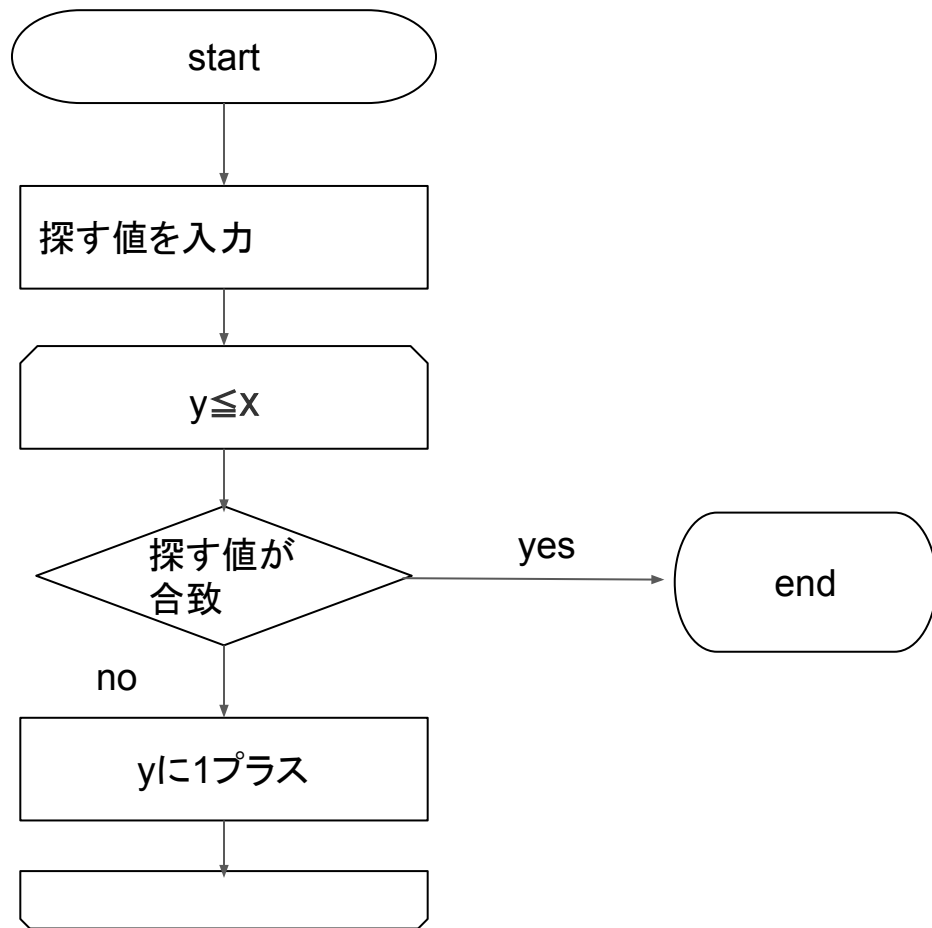 start
探す値を入力
y≦x
探す値が
合致
yes
end
no
yに1プラス